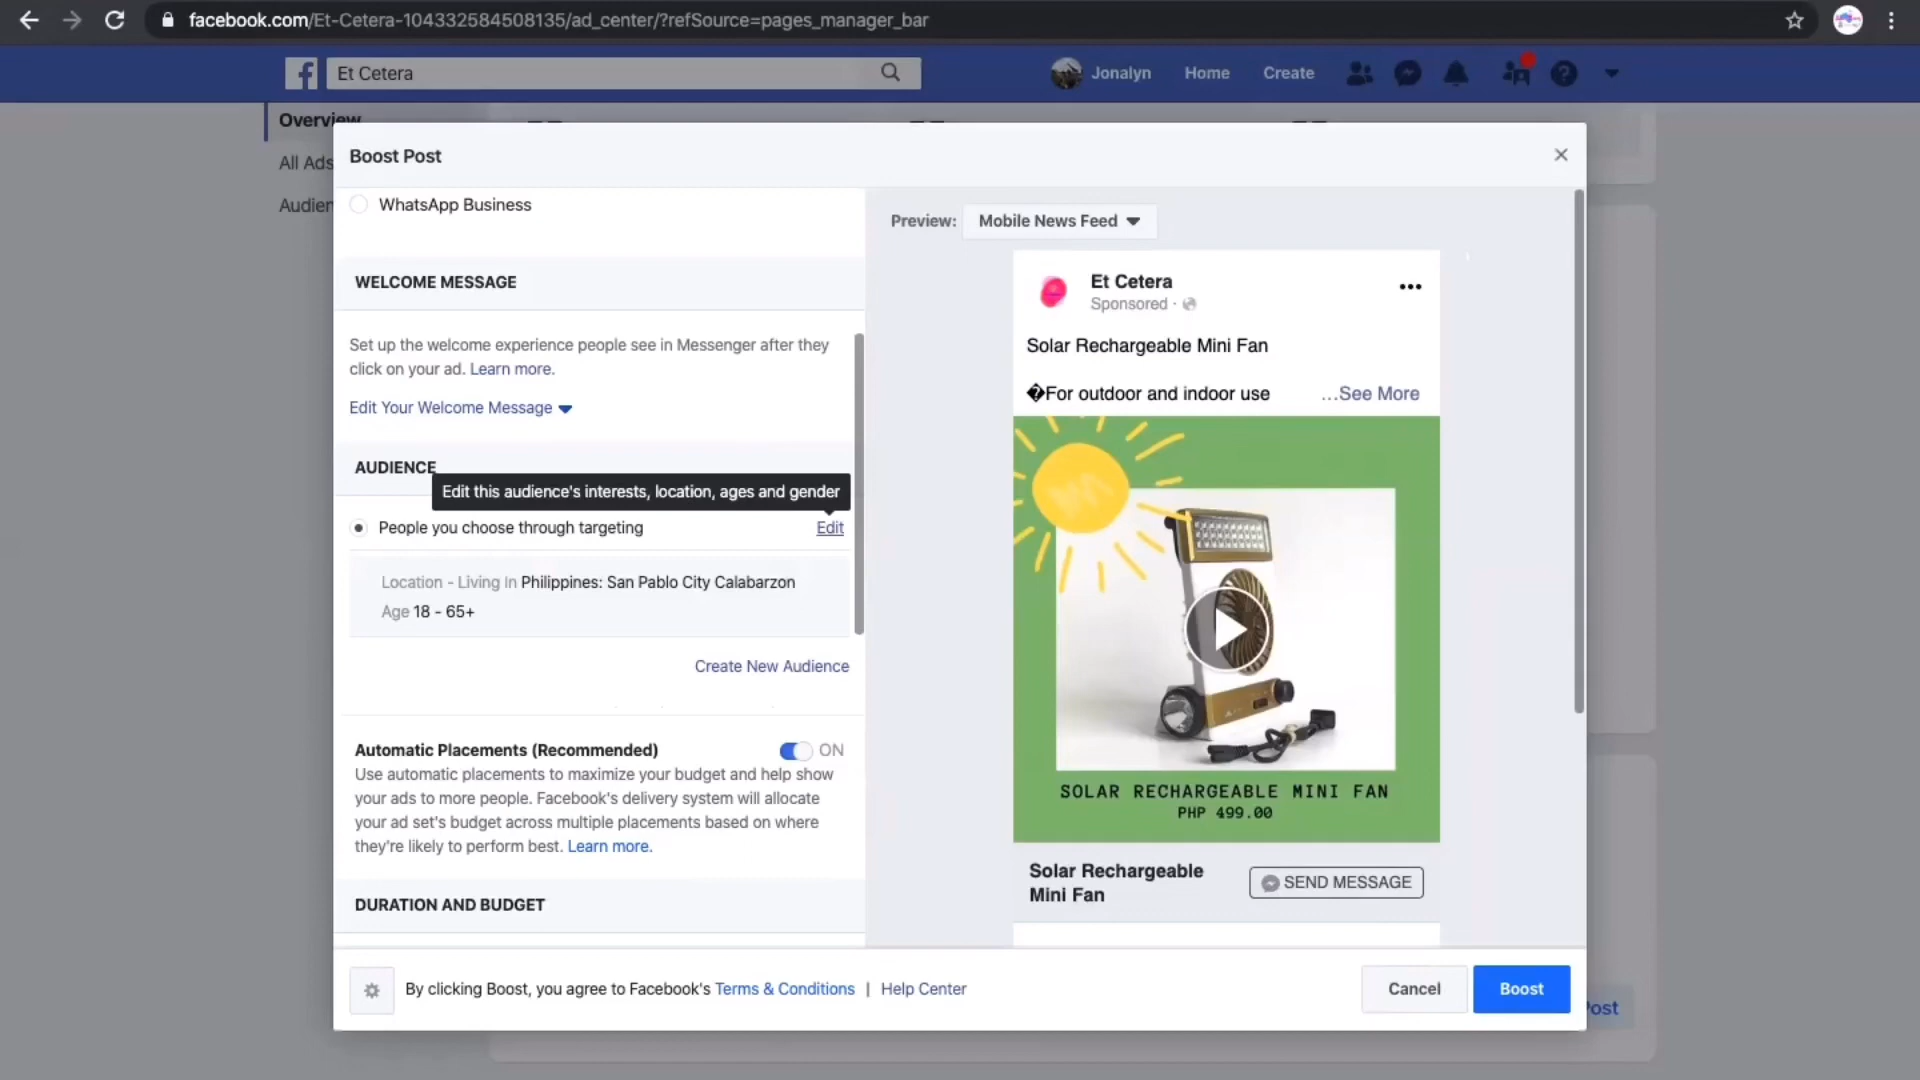 facebook.com/Et-Cetera-104332584508135/ad_center/?refSource=pages_manager_bar
Et Cetera
Jonalyn
Home
Create
Overview
All Ads
Boost Post
WhatsApp Business
WELCOME MESSAGE
Set up the welcome experience people see in Messenger after they
click on your ad. Learn more.
Edit Your Welcome Message
AUDIENCE
Edit this audience's interests, location, ages and gender
People you choose through targeting
Edit
Location - Living In Philippines: San Pablo City Calabarzon
Age 18 - 65+
Create New Audience
Automatic Placements (Recommended)
ON
Use automatic placements to maximize your budget and help show
your ads to more people. Facebook's delivery system will allocate
your ad set's budget across multiple placements based on where
they're likely to perform best. Learn more.
DURATION AND BUDGET
Preview:
Mobile News Feed
Et Cetera
Sponsored ·
Solar Rechargeable Mini Fan
�For outdoor and indoor use
...See More
SOLAR RECHARGEABLE MINI FAN
PHP 499.00
Solar Rechargeable
Mini Fan
SEND MESSAGE
By clicking Boost, you agree to Facebook's Terms & Conditions | Help Center
Cancel
Boost